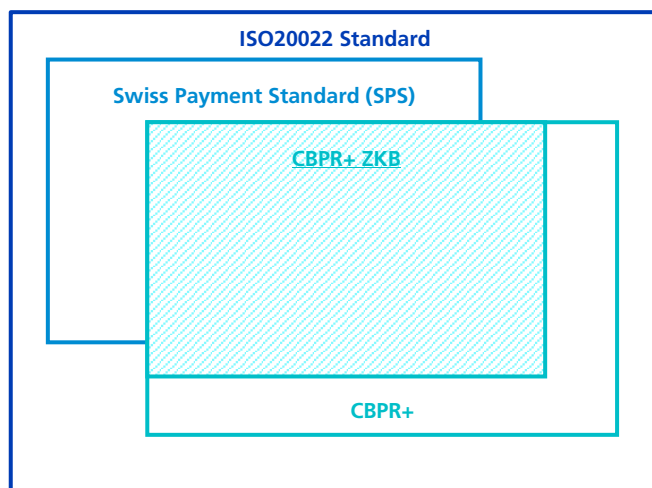 ISO20022 Standard
Swiss Payment Standard (SPS)
CBPR+ ZKB
CBPR+